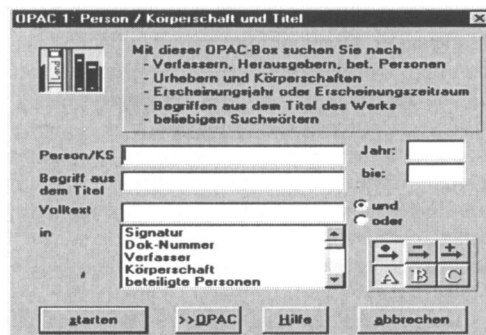 OPAC 1: Person / Körperschaft und Titel
Mit dieser OPAC-Box suchen Sie nach
- Verfassern, Herausgebern, bet. Personen
- Urhebern und Körperschaften
- Erscheinungsjahr oder Erscheinungszeitraum
- Begriffen aus dem Titel des Werks
- beliebigen Suchwörtern
Person/KS
Jahr:
Begriff aus
dem Titel
bis:
Volltext
und
oder
in
Signatur
Dok-Nummer
Verfasser
Körperschaft
beteiligte Personen
A B C
starten
>>OPAC
Hilfe
abbrechen